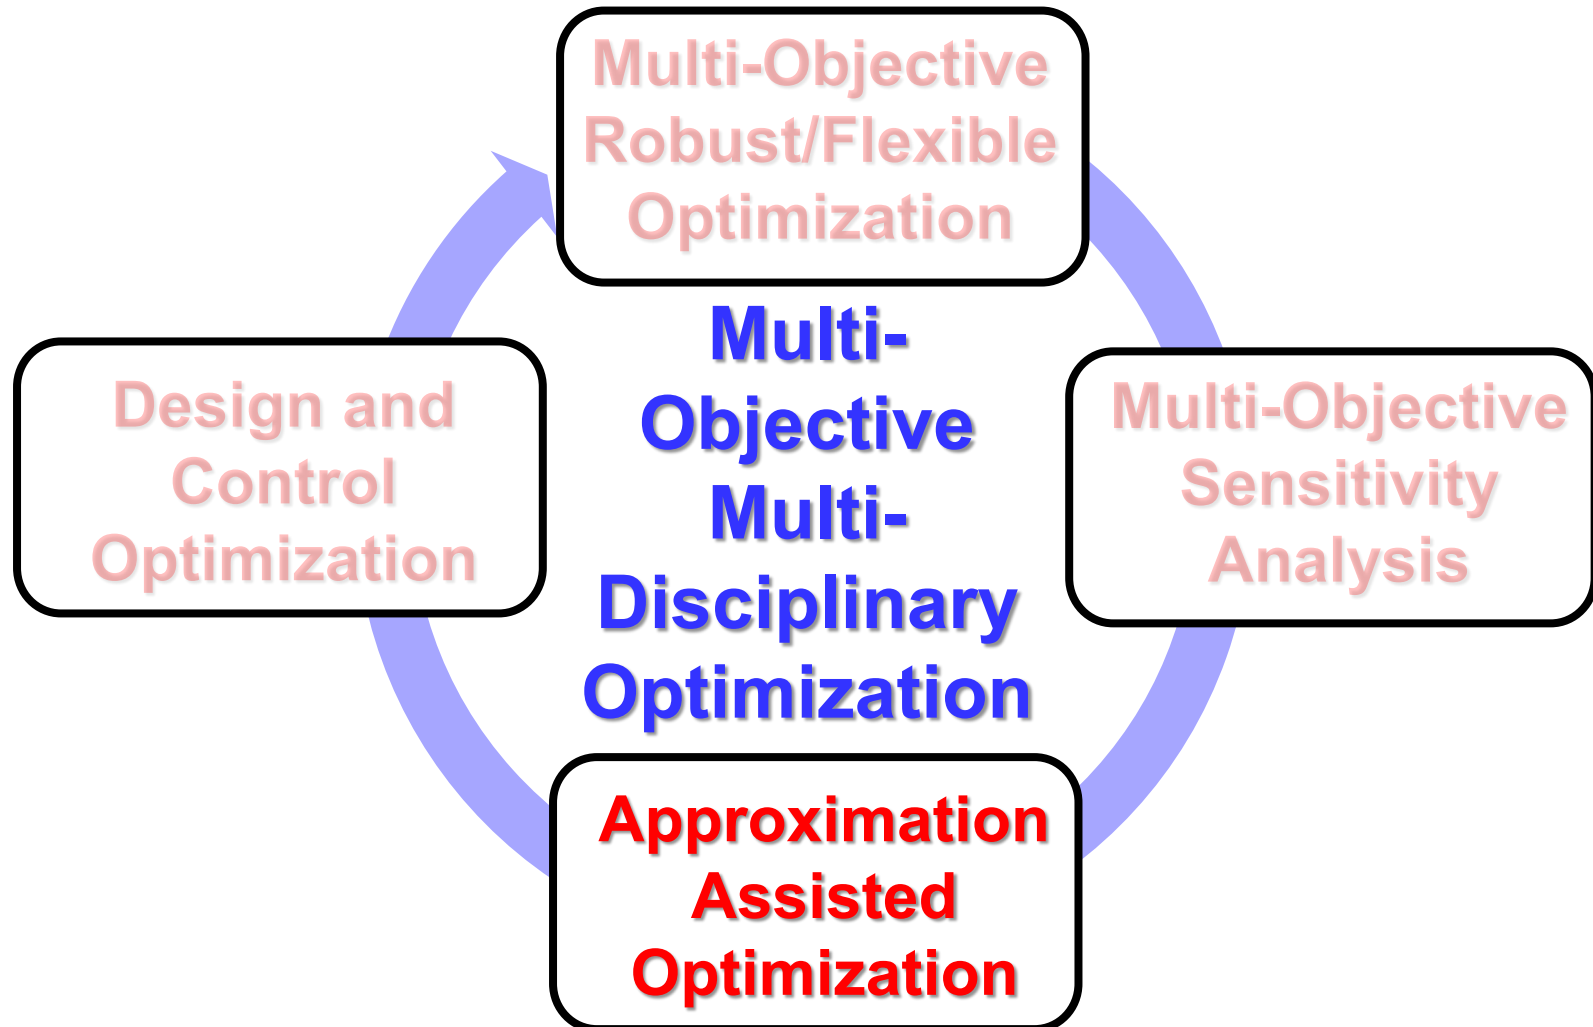 Multi-Objective
Robust/Flexible
Optimization
Multi-
Objective
Multi-
Disciplinary
Optimization
Design and
Control
Optimization
Multi-Objective
Sensitivity
Analysis
Approximation
Assisted
Optimization